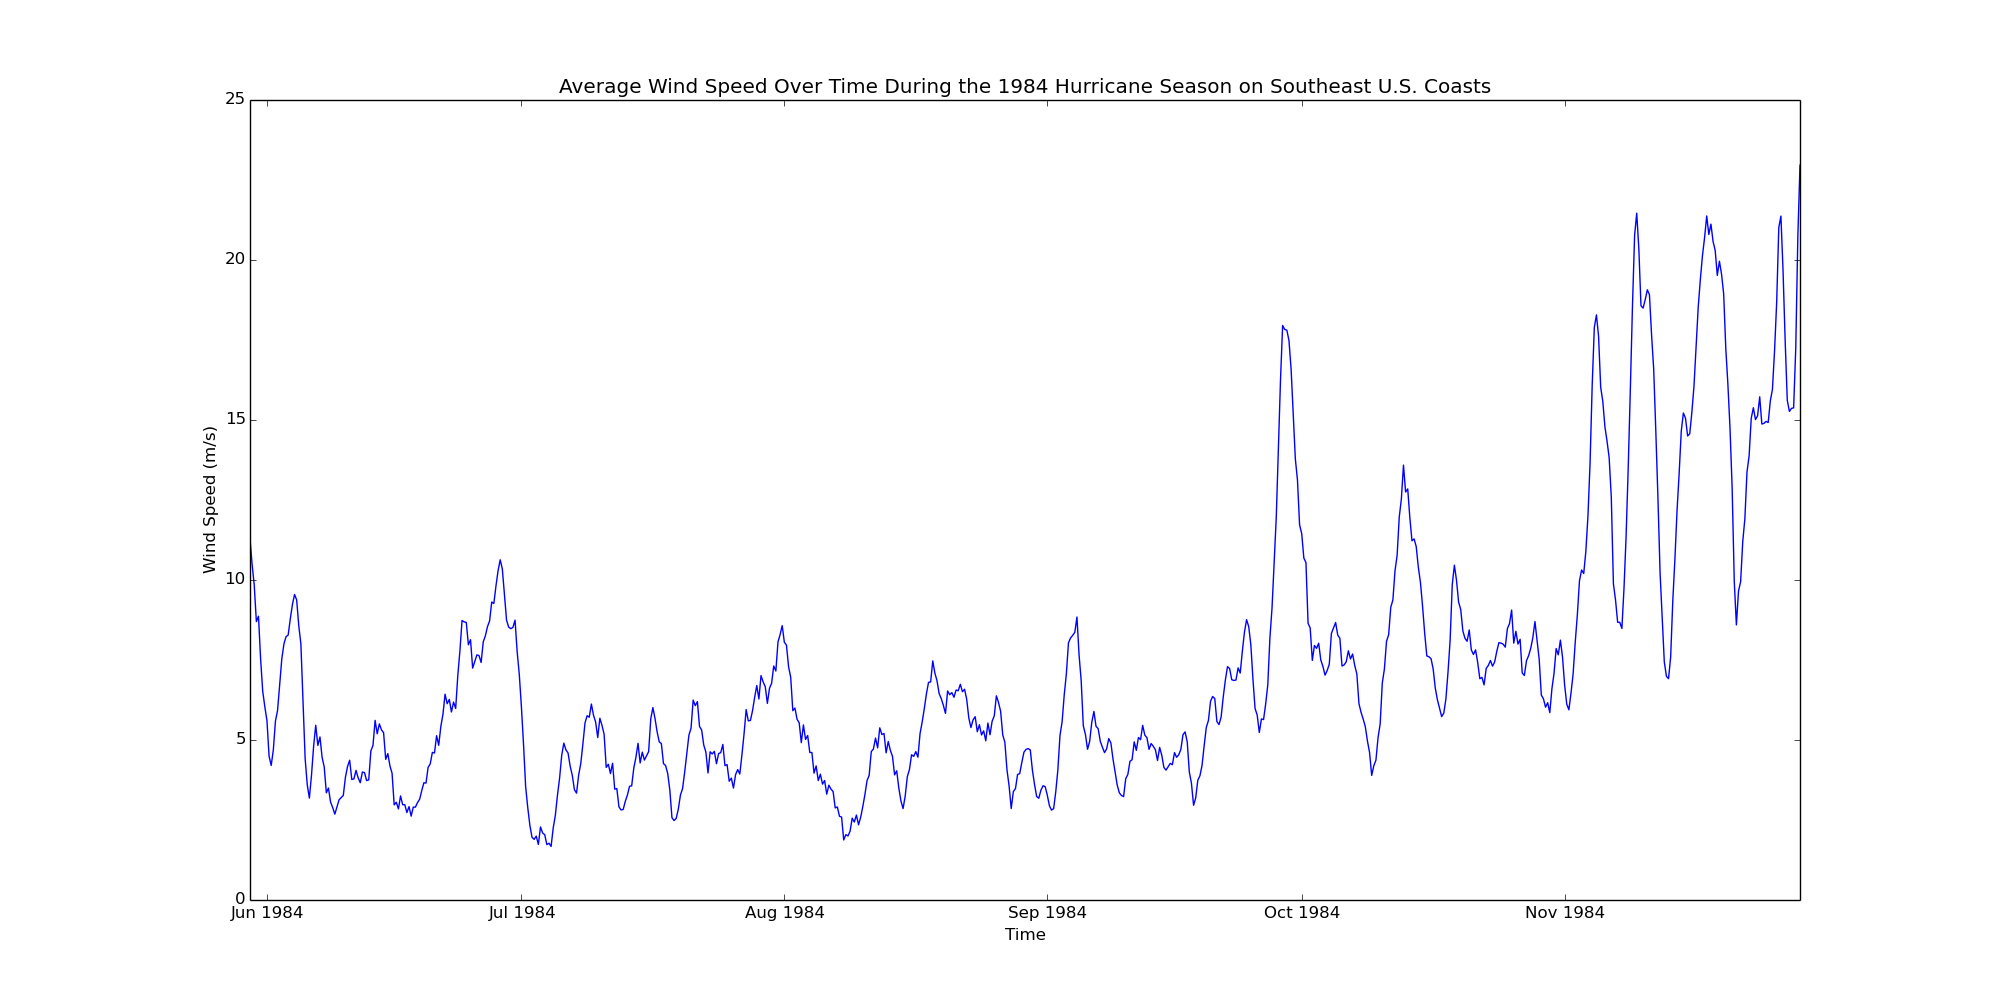 Average Wind Speed Over Time During the 1984 Hurricane Season on Southeast U.S. Coasts
25
20
15
10
5
0
Wind Speed (m/s)
Jun 1984 Jul 1984 Aug 1984 Sep 1984 Oct 1984 Nov 1984
Time